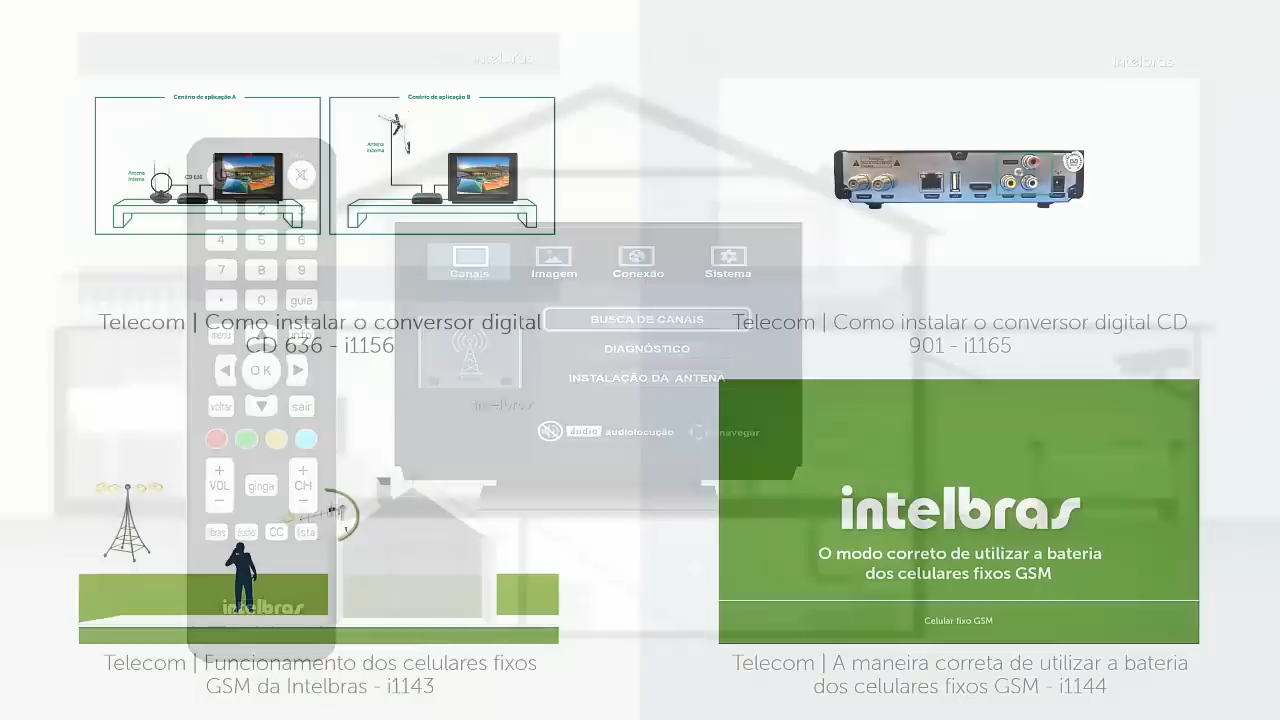 intelbras
intelbras
Cenário de aplicação A
Cenário de aplicação B
Antena
externa
Antena
interna
CD 636
1 2 3
4 5 6
7 8 9
0 guia
menu info
OK
voltar sair
+ +
VOL ginga CH
− −
libras áudio CC lista
intelbras
Canais Imagem Conexão Sistema
BUSCA DE CANAIS
DIAGNÓSTICO
INSTALAÇÃO DA ANTENA
intelbras
áudio audiolocução navegar
Telecom | Como instalar o conversor digital
CD 636 - i1156
Telecom | Como instalar o conversor digital CD
901 - i1165
intelbras
O modo correto de utilizar a bateria
dos celulares fixos GSM
Celular fixo GSM
Telecom | Funcionamento dos celulares fixos
GSM da Intelbras - i1143
Telecom | A maneira correta de utilizar a bateria
dos celulares fixos GSM - i1144